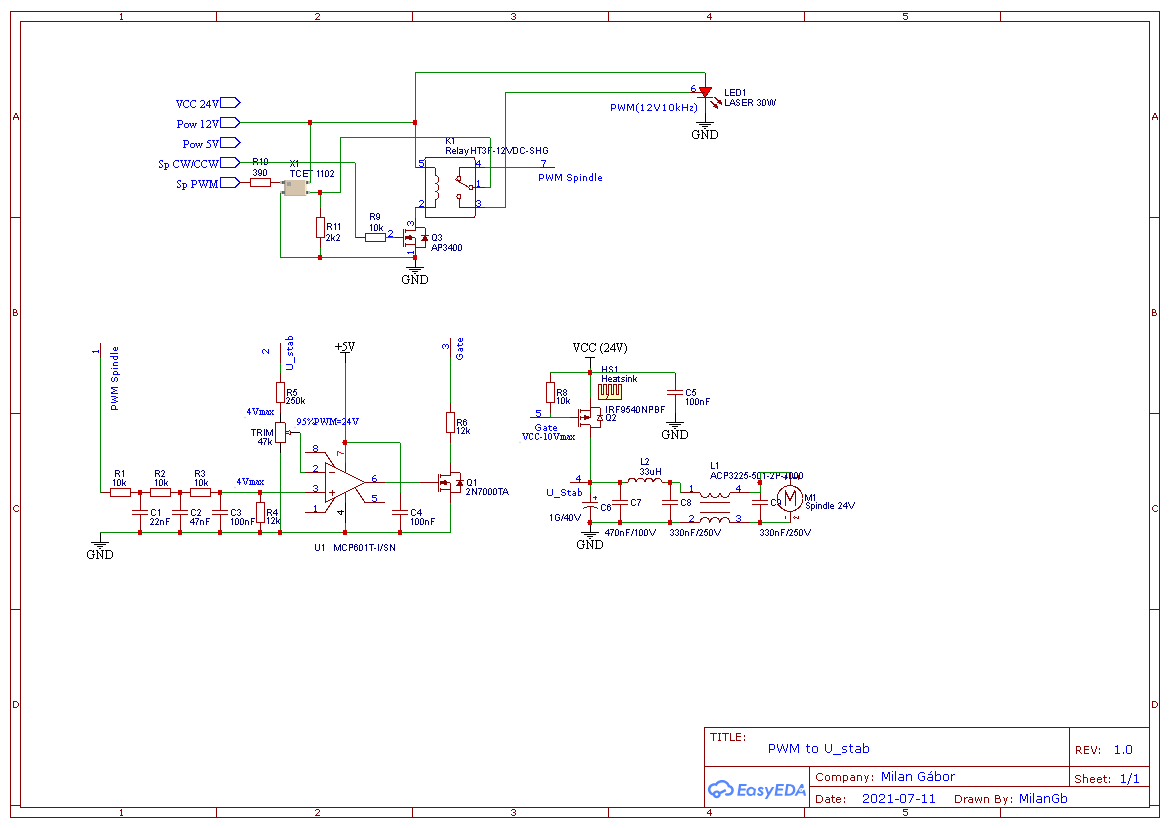 1 2 3 4 5
A A
B B
C C
D D
1 2 3 4 5
VCC 24V
Pow 12V
Pow 5V
Sp CW/CCW
Sp PWM
R10
390
X1
TCET 1102
R11
2k2
R9
10k
2
3
1
Q3
AP3400
GND
K1
RelayHT3F-12VDC-SHG
5
4
1
2
3
7
PWM Spindle
PWM(12V10kHz)
6
LED1
LASER 30W
GND
1
PWM Spindle
2
U_stab
R5
250k
4Vmax
TRIM
47k
95%PWM=24V
+5V
3
Gate
R6
12k
R1
10k
R2
10k
R3
10k
4Vmax
C1
22nF
C2
47nF
C3
100nF
R4
12k
8
7
2
3
6
5
1
4
C4
100nF
Q1
2N7000TA
GND
U1 MCP601T-I/SN
VCC (24V)
HS1
Heatsink
R8
10k
5
Gate
VCC-10Vmax
IRF9540NPBF
Q2
C5
100nF
GND
4
U_Stab
C6
1G/40V
GND
C7
470nF/100V
L2
33uH
C8
330nF/250V
L1
ACP3225-501-2P-T000
1
4
2
3
C9
330nF/250V
M
M1
Spindle 24V
TITLE:
PWM to U_stab
REV: 1.0
EasyEDA
Company: Milan Gábor
Sheet: 1/1
Date: 2021-07-11 Drawn By: MilanGb